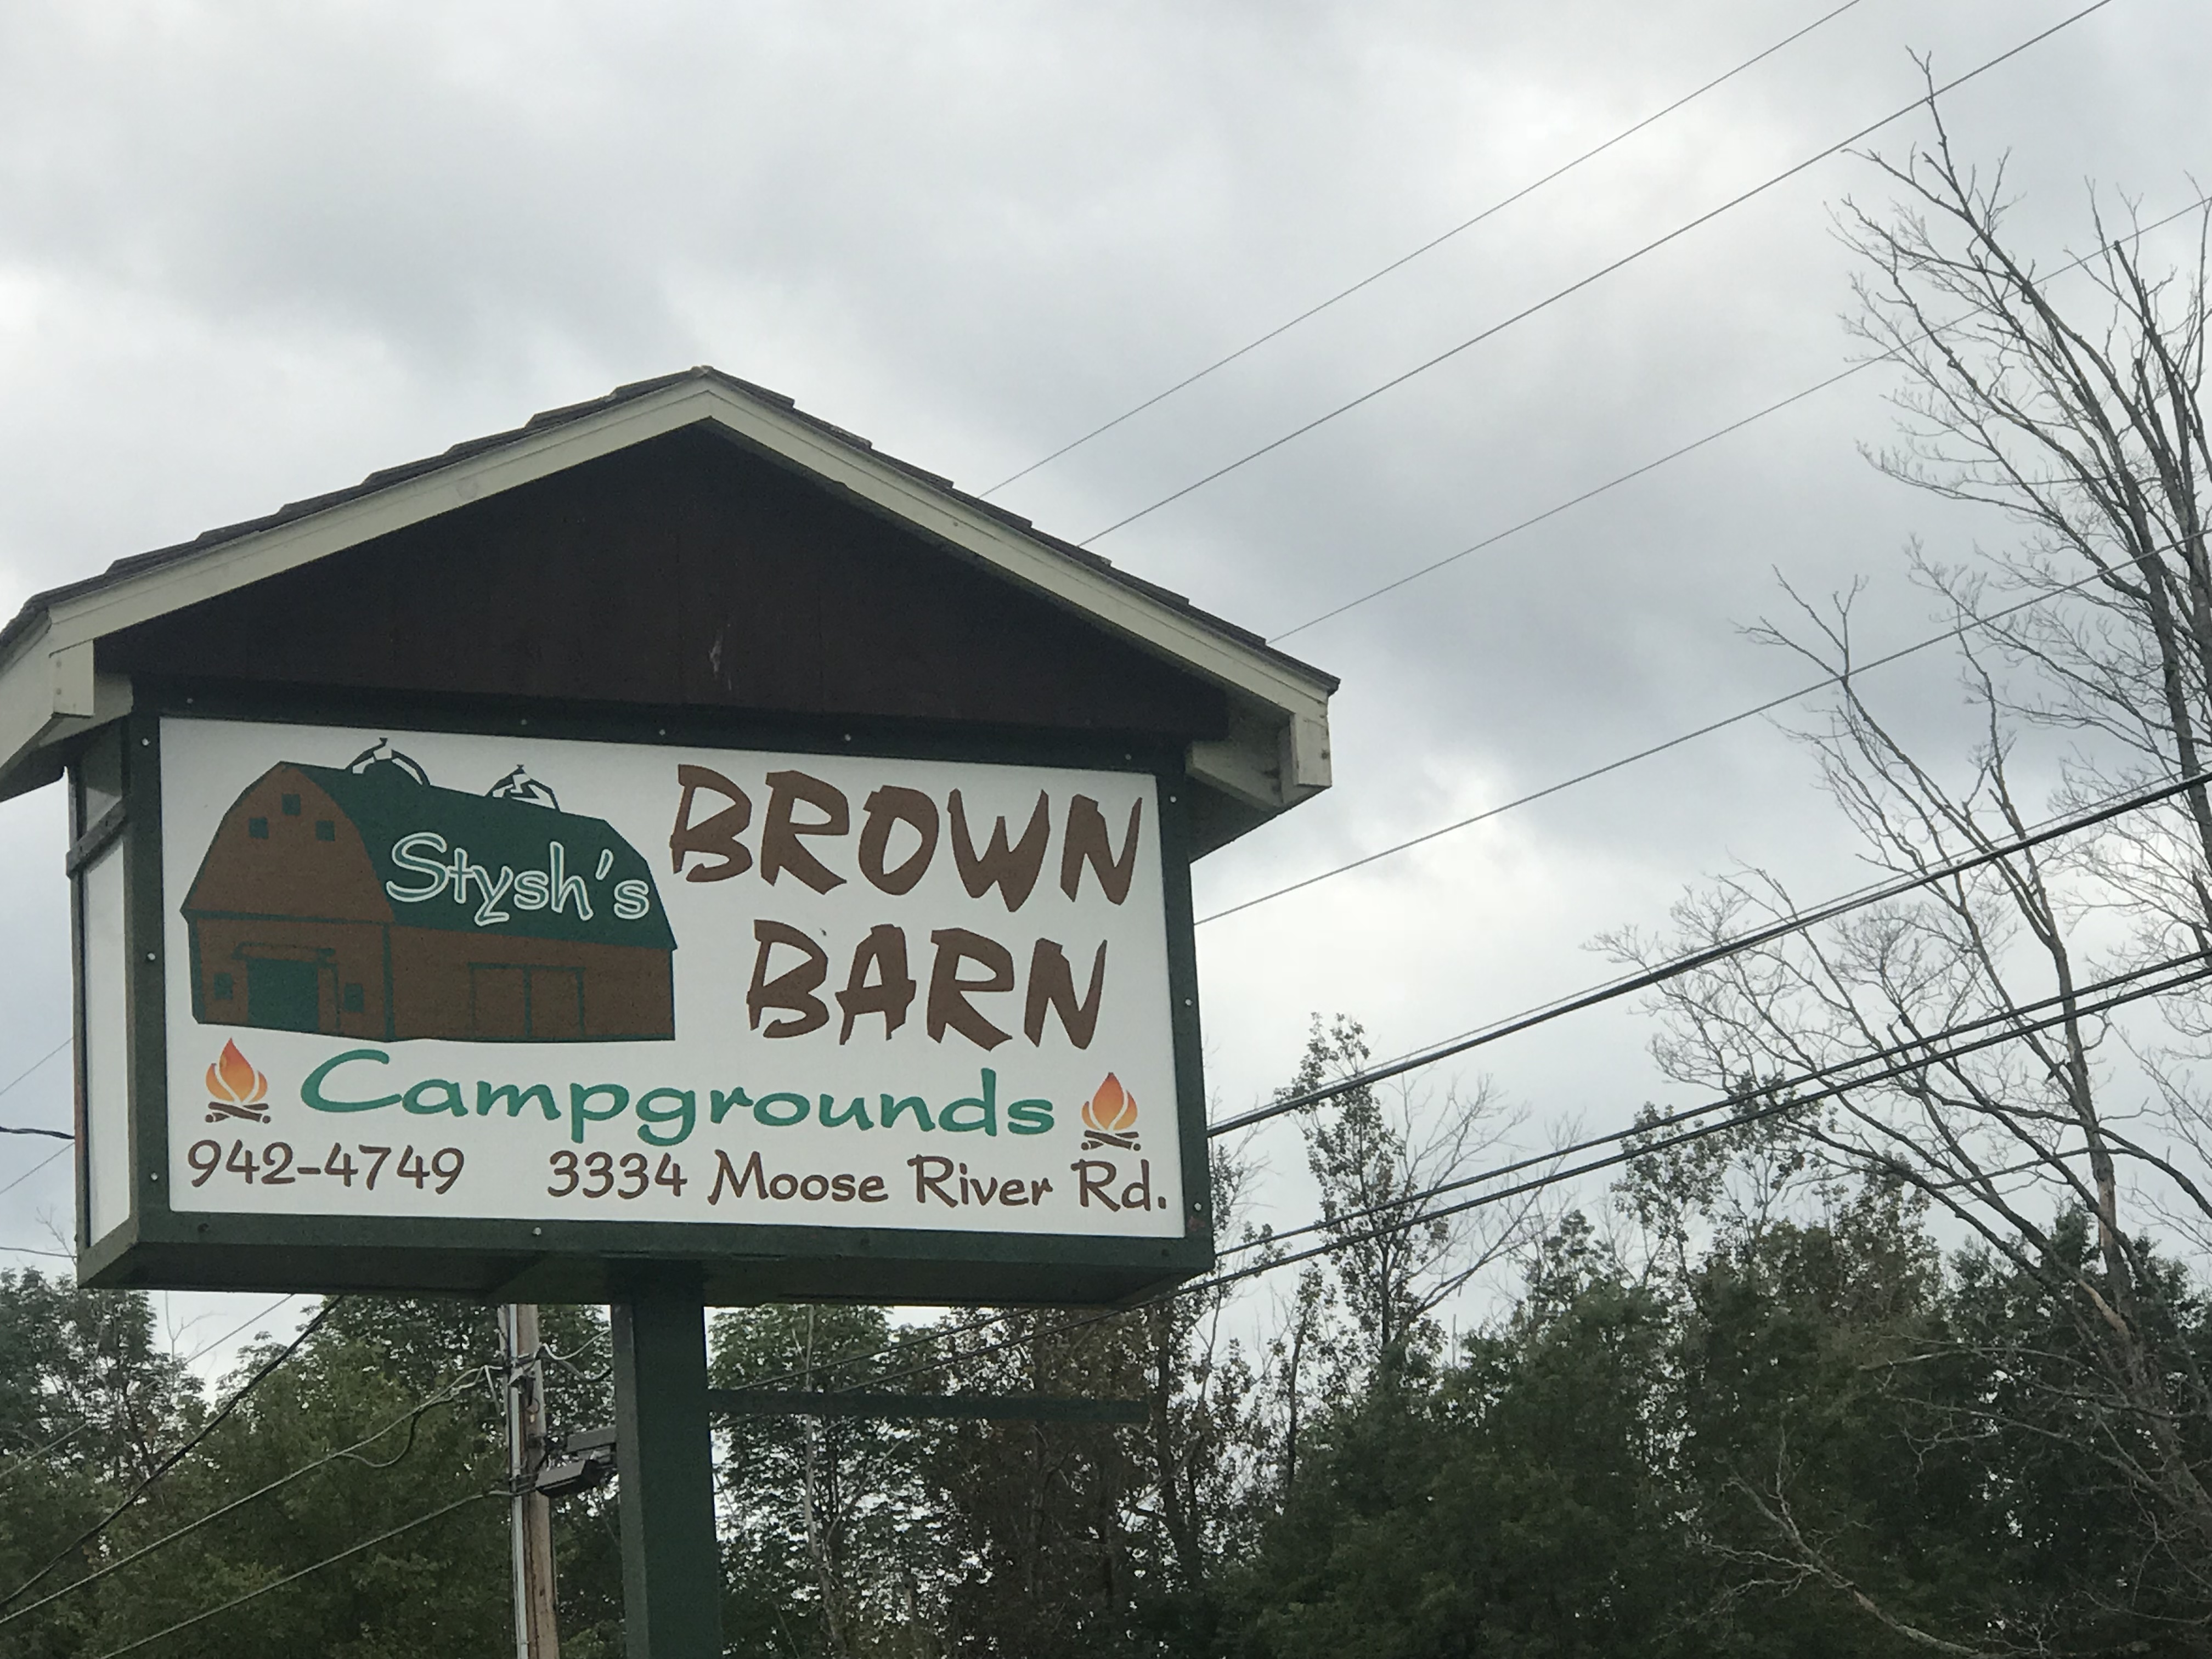 Stysh's
BROWN
BARN
Campgrounds
942-4749 3334 Moose River Rd.